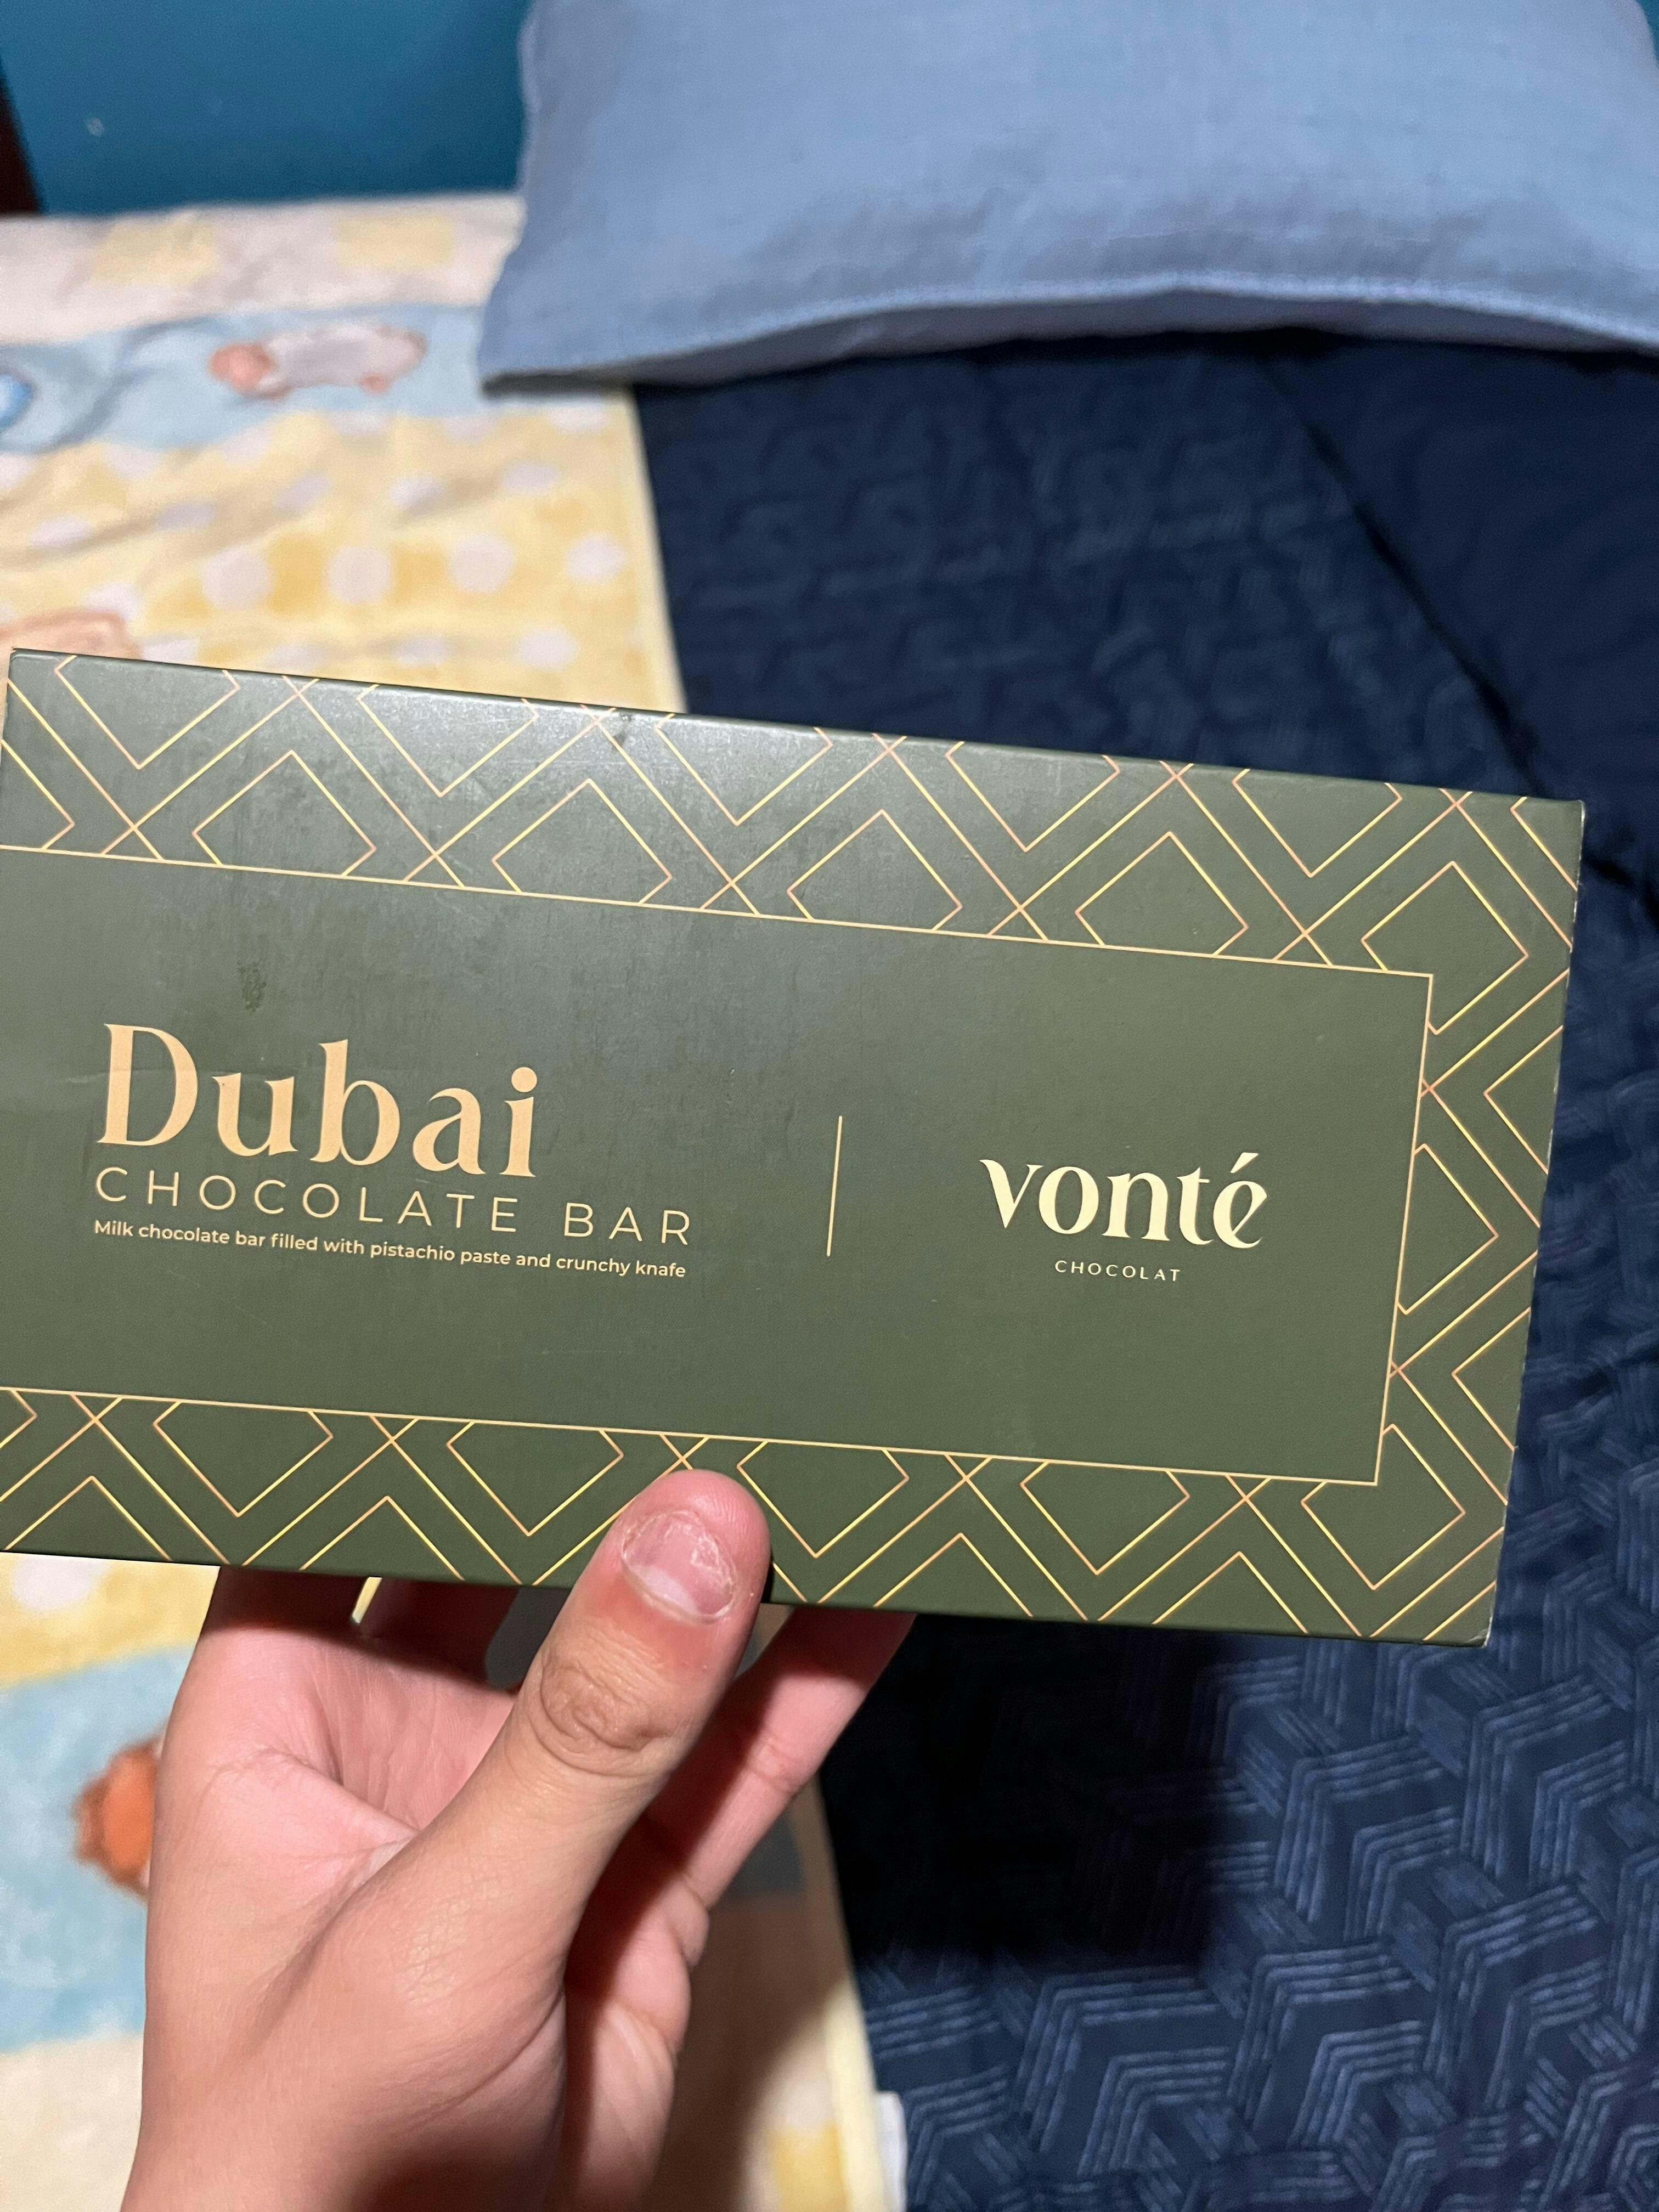 Dubai
CHOCOLATE BAR
Milk chocolate bar filled with pistachio paste and crunchy knafe
vonté
CHOCOLAT